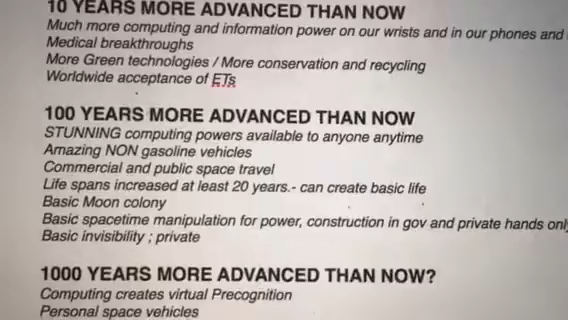 10 YEARS MORE ADVANCED THAN NOW
Much more computing and information power on our wrists and in our phones and
Medical breakthroughs
More Green technologies / More conservation and recycling
Worldwide acceptance of ETs
100 YEARS MORE ADVANCED THAN NOW
STUNNING computing powers available to anyone anytime
Amazing NON gasoline vehicles
Commercial and public space travel
Life spans increased at least 20 years.- can create basic life
Basic Moon colony
Basic spacetime manipulation for power, construction in gov and private hands only
Basic invisibility ; private
1000 YEARS MORE ADVANCED THAN NOW?
Computing creates virtual Precognition
Personal space vehicles